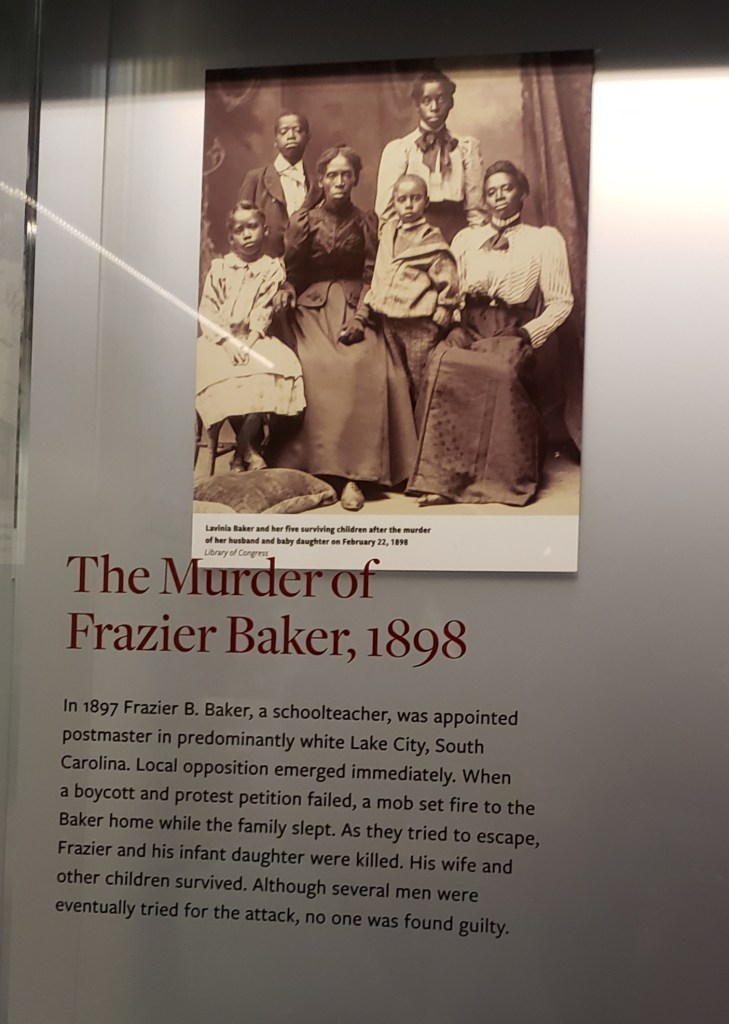 Lavinia Baker and her five surviving children after the murder
of her husband and baby daughter on February 22, 1898
Library of Congress
The Murder of
Frazier Baker, 1898
In 1897 Frazier B. Baker, a schoolteacher, was appointed
postmaster in predominantly white Lake City, South
Carolina. Local opposition emerged immediately. When
a boycott and protest petition failed, a mob set fire to the
Baker home while the family slept. As they tried to escape,
Frazier and his infant daughter were killed. His wife and
other children survived. Although several men were
eventually tried for the attack, no one was found guilty.